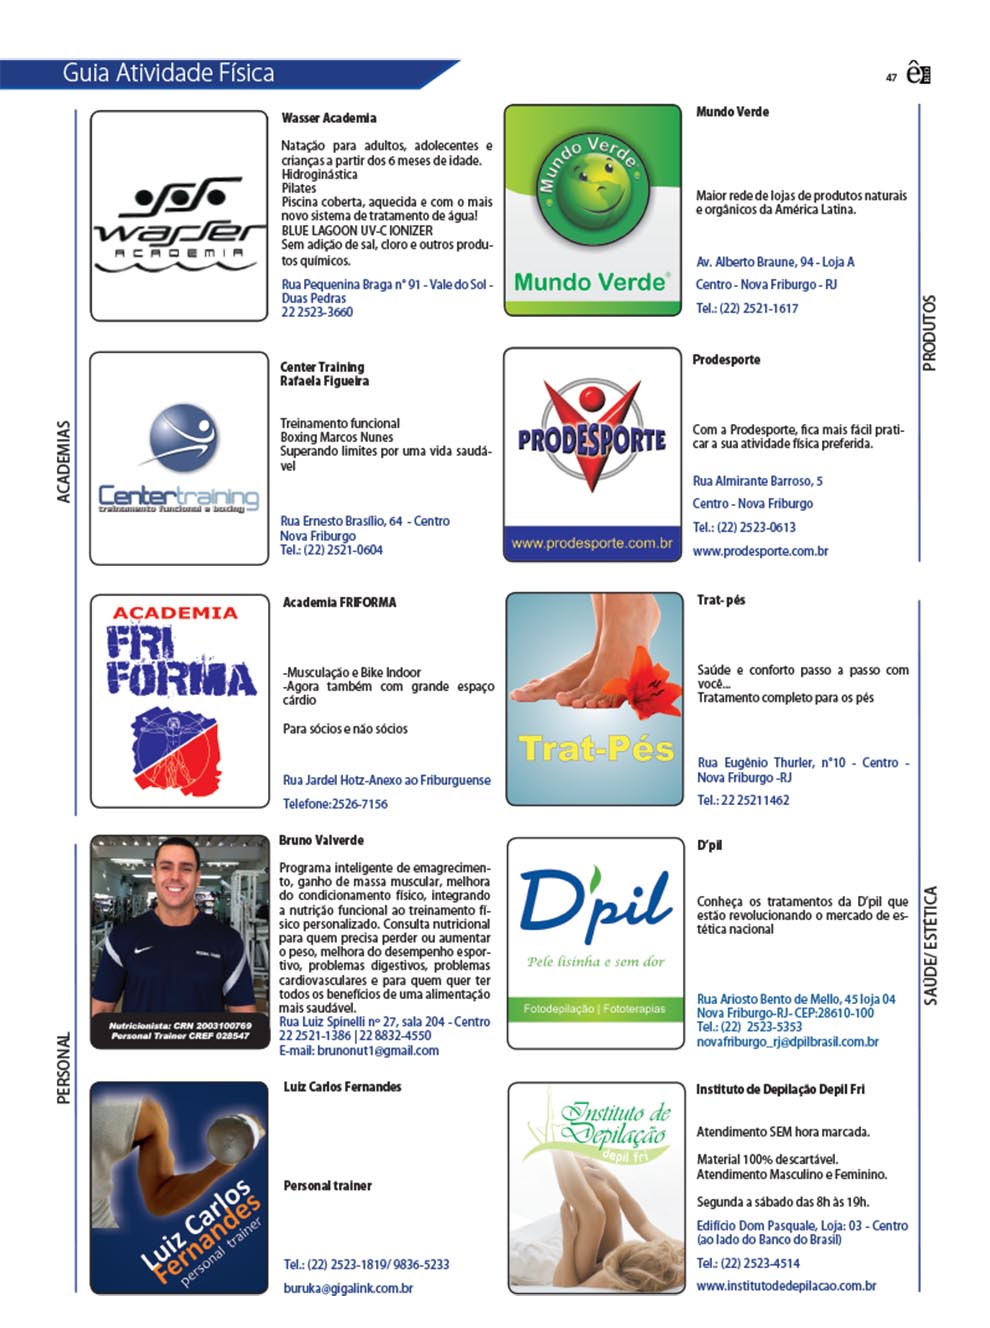 Guia Atividade Física
47 ê
ACADEMIAS
wasser
ACADEMIA
Wasser Academia
Natação para adultos, adolecentes e
crianças a partir dos 6 meses de idade.
Hidroginástica
Pilates
Piscina coberta, aquecida e com o mais
novo sistema de tratamento de água!
BLUE LAGOON UV-C IONIZER
Sem adição de sal, cloro e outros produ-
tos químicos.
Rua Pequenina Braga n° 91 - Vale do Sol -
Duas Pedras
22 2523-3660
Centertraining
treinamento funcional e boxing
Center Training
Rafaela Figueira
Treinamento funcional
Boxing Marcos Nunes
Superando limites por uma vida saudá-
vel
Rua Ernesto Brasílio, 64 - Centro
Nova Friburgo
Tel.: (22) 2521-0604
ACADEMIA
FRI
FORMA
Academia FRIFORMA
-Musculação e Bike Indoor
-Agora também com grande espaço
cárdio
Para sócios e não sócios
Rua Jardel Hotz-Anexo ao Friburguense
Telefone:2526-7156
PERSONAL
Nutricionista: CRN 2003100769
Personal Trainer CREF 028547
Bruno Valverde
Programa inteligente de emagrecimen-
to, ganho de massa muscular, melhora
do condicionamento físico, integrando
a nutrição funcional ao treinamento fí-
sico personalizado. Consulta nutricional
para quem precisa perder ou aumentar
o peso, melhora do desempenho espor-
tivo, problemas digestivos, problemas
cardiovasculares e para quem quer ter
todos os benefícios de uma alimentação
mais saudável.
Rua Luiz Spinelli nº 27, sala 204 - Centro
22 2521-1386 | 22 8832-4550
E-mail: brunonut1@gmail.com
Luiz Carlos
Fernandes
personal trainer
Luiz Carlos Fernandes
Personal trainer
Tel.: (22) 2523-1819/ 9836-5233
buruka@gigalink.com.br
PRODUTOS
Mundo Verde
Mundo Verde
Mundo Verde
Maior rede de lojas de produtos naturais
e orgânicos da América Latina.
Av. Alberto Braune, 94 - Loja A
Centro - Nova Friburgo - RJ
Tel.: (22) 2521-1617
PRODESPORTE
www.prodesporte.com.br
Prodesporte
Com a Prodesporte, fica mais fácil prati-
car a sua atividade física preferida.
Rua Almirante Barroso, 5
Centro - Nova Friburgo
Tel.: (22) 2523-0613
www.prodesporte.com.br
SAÚDE/ ESTÉTICA
Trat-Pés
Trat- pés
Saúde e conforto passo a passo com
você...
Tratamento completo para os pés
Rua Eugênio Thurler, n°10 - Centro -
Nova Friburgo -RJ
Tel.: 22 25211462
D'pil
Pele lisinha e sem dor
Fotodepilação | Fototerapias
D'pil
Conheça os tratamentos da D'pil que
estão revolucionando o mercado de es-
tética nacional
Rua Ariosto Bento de Mello, 45 loja 04
Nova Friburgo-RJ- CEP:28610-100
Tel.: (22) 2523-5353
novafriburgo_rj@dpilbrasil.com.br
Instituto de
Depilação
depil fri
Instituto de Depilação Depil Fri
Atendimento SEM hora marcada.
Material 100% descartável.
Atendimento Masculino e Feminino.
Segunda a sábado das 8h às 19h.
Edifício Dom Pasquale, Loja: 03 - Centro
(ao lado do Banco do Brasil)
Tel.: (22) 2523-4514
www.institutodedepilacao.com.br